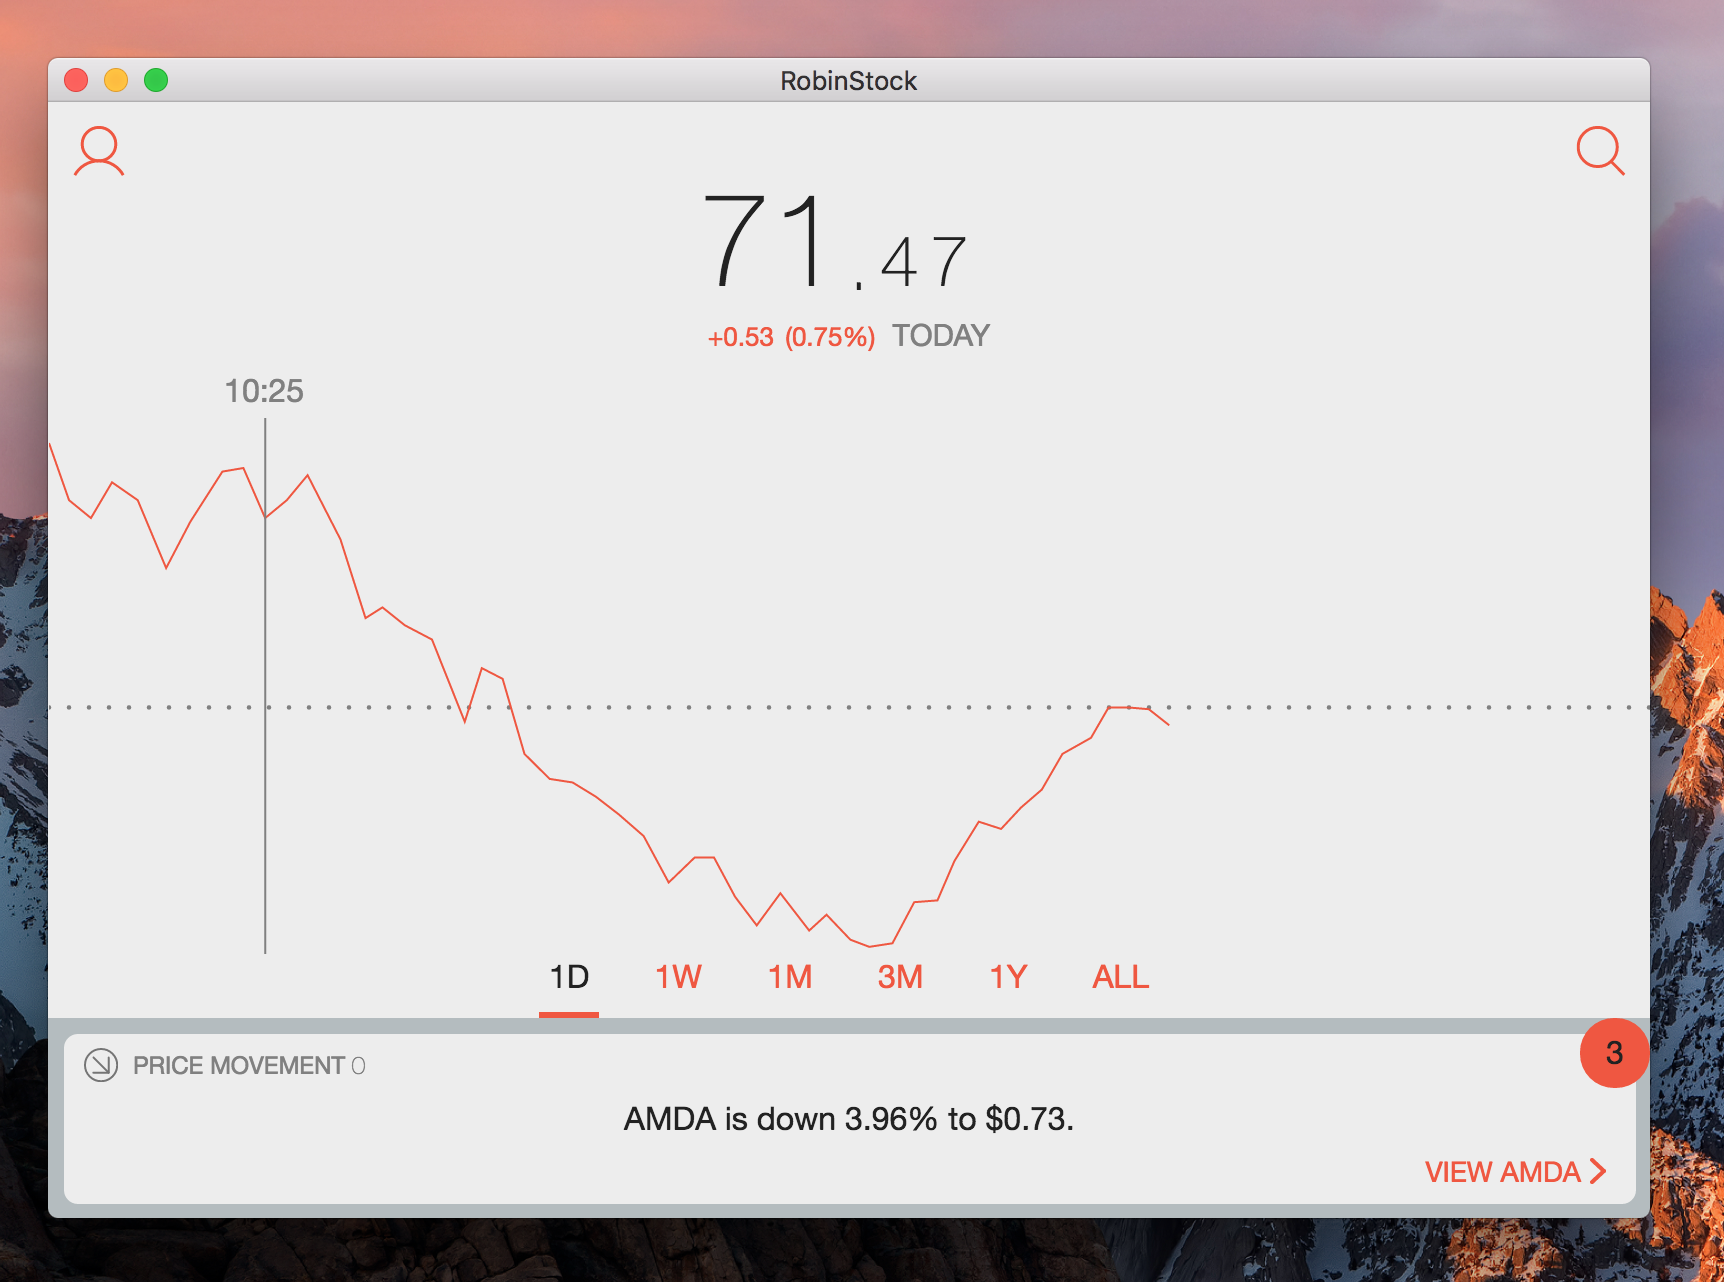 RobinStock
71.47
+0.53 (0.75%) TODAY
10:25
1D 1W 1M 3M 1Y ALL
PRICE MOVEMENT 0
3
AMDA is down 3.96% to $0.73.
VIEW AMDA